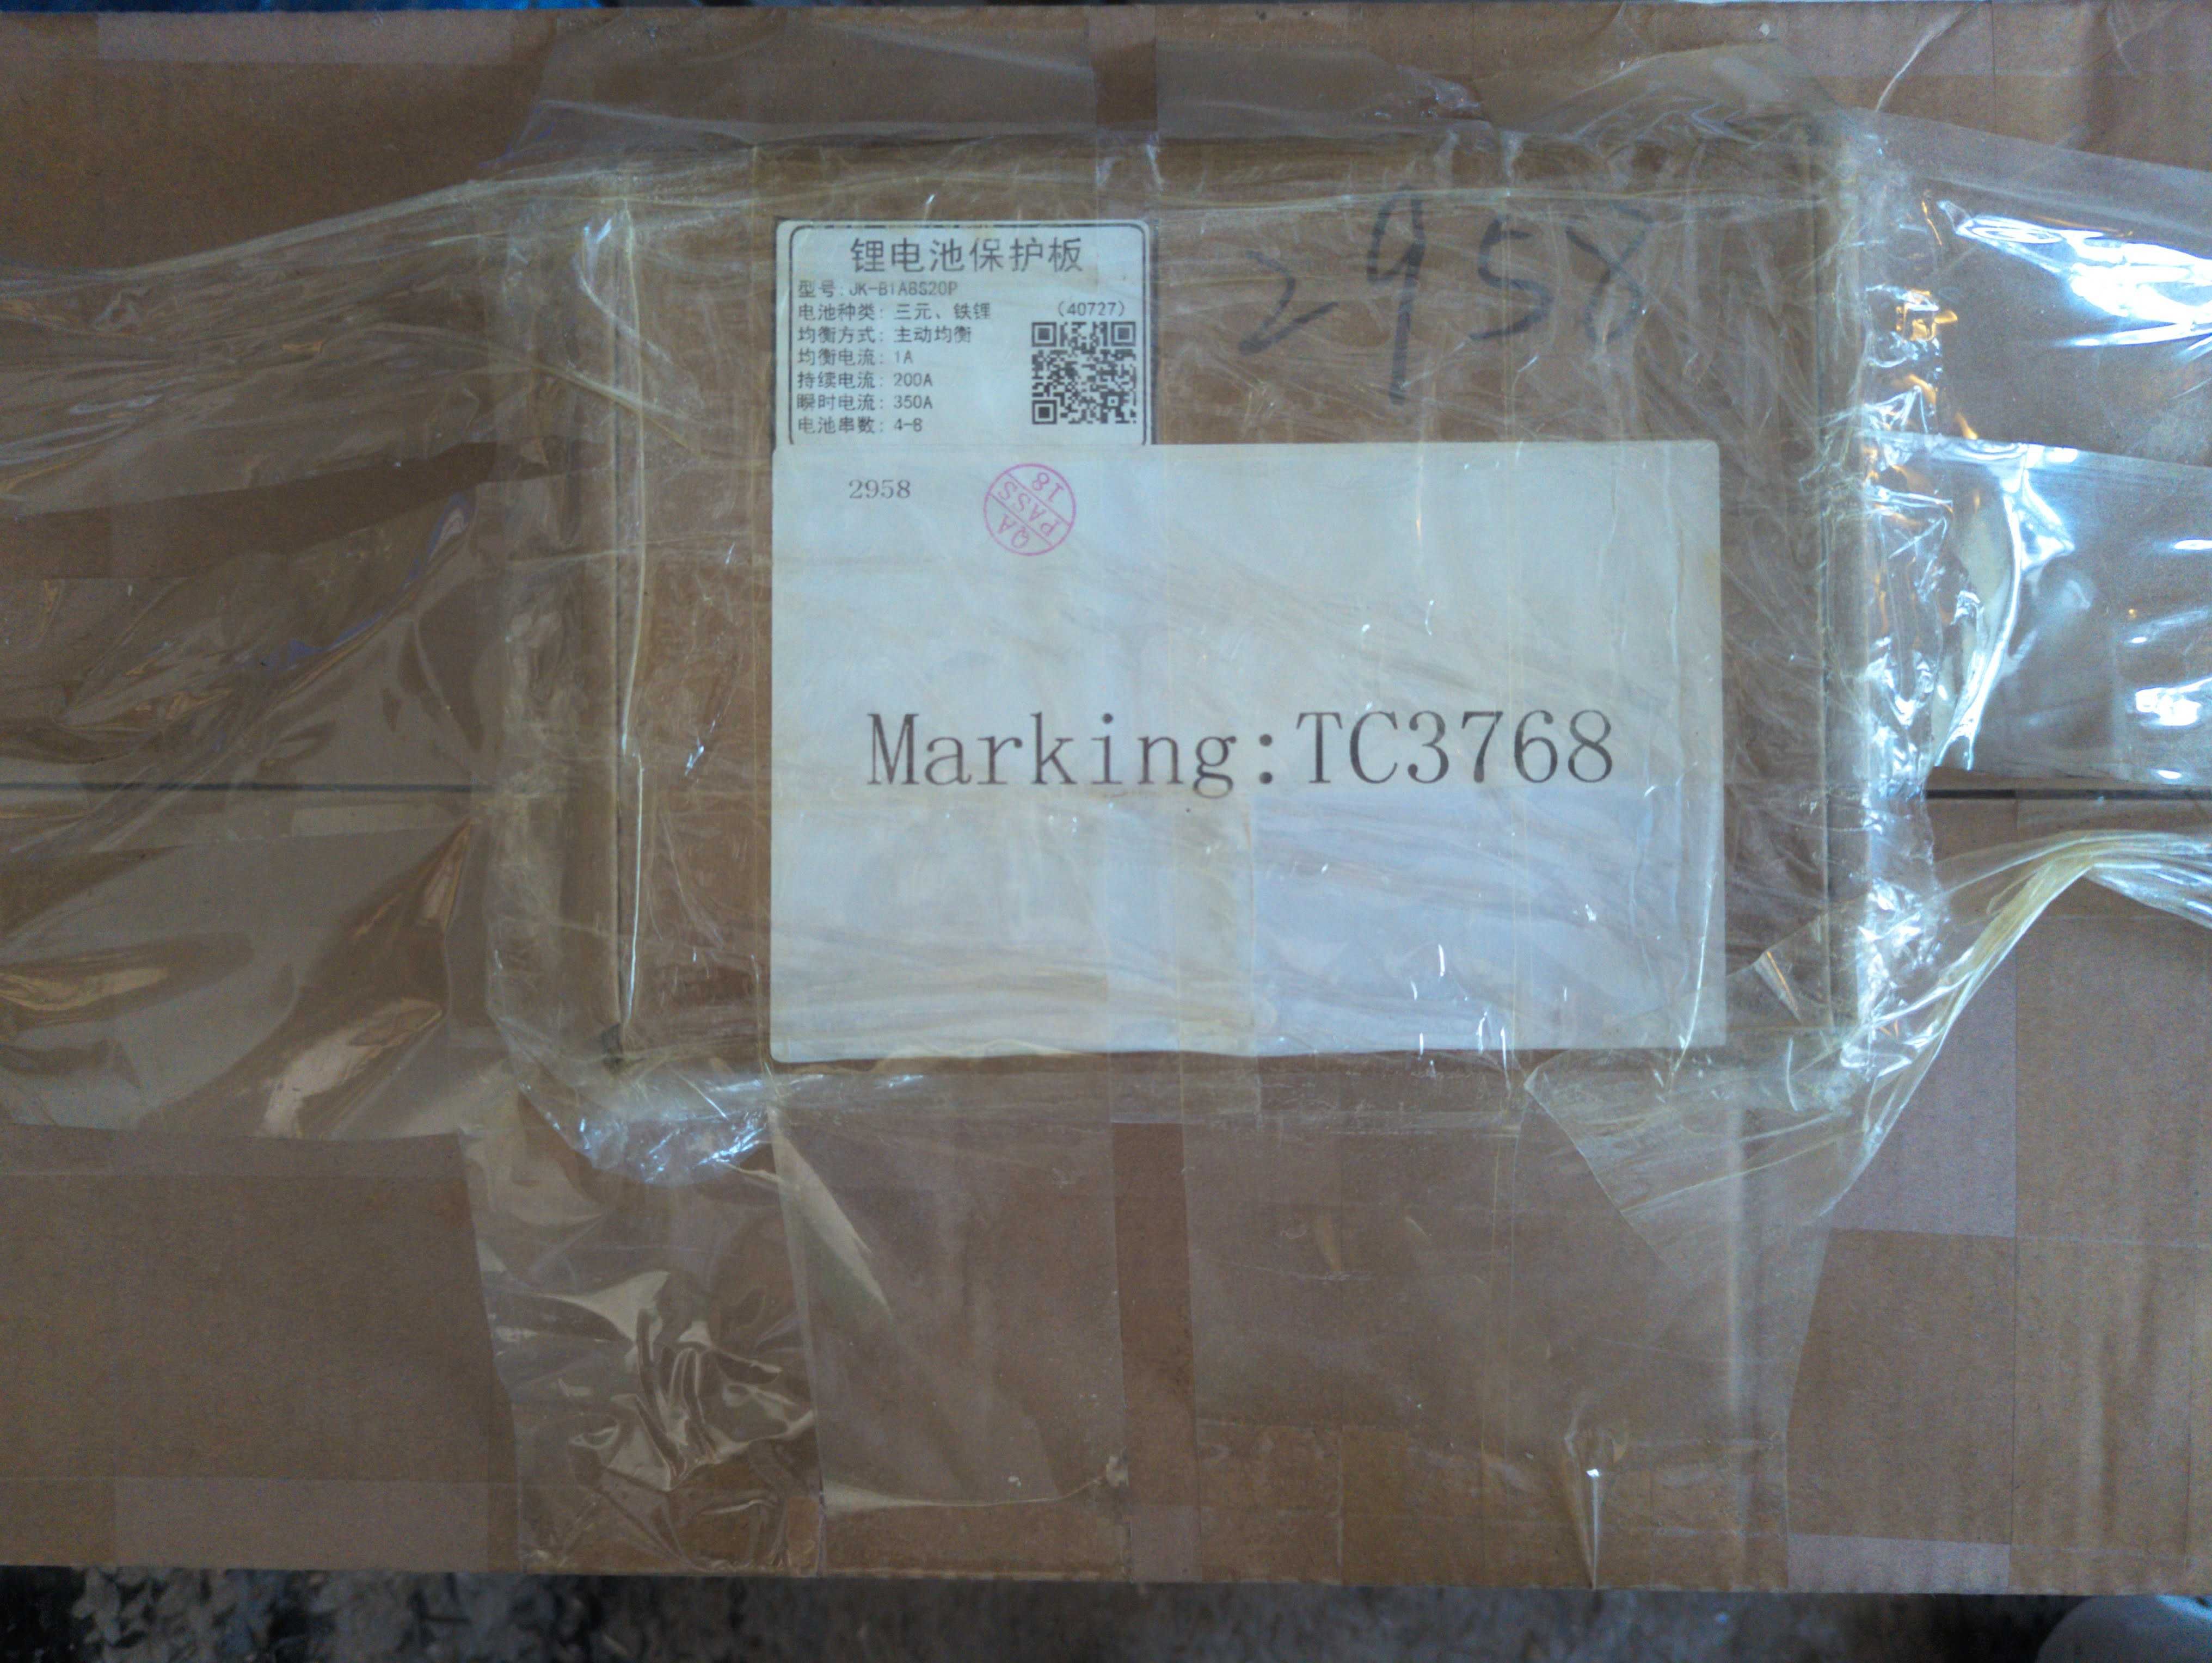 锂电池保护板
型号:JK-B1A8S20P
电池种类: 三元、铁锂 (40727)
均衡方式: 主动均衡
均衡电流: 1A
持续电流: 200A
瞬时电流: 350A
电池串数: 4-8
2958
2958
QA
PASS
18
Marking:TC3768